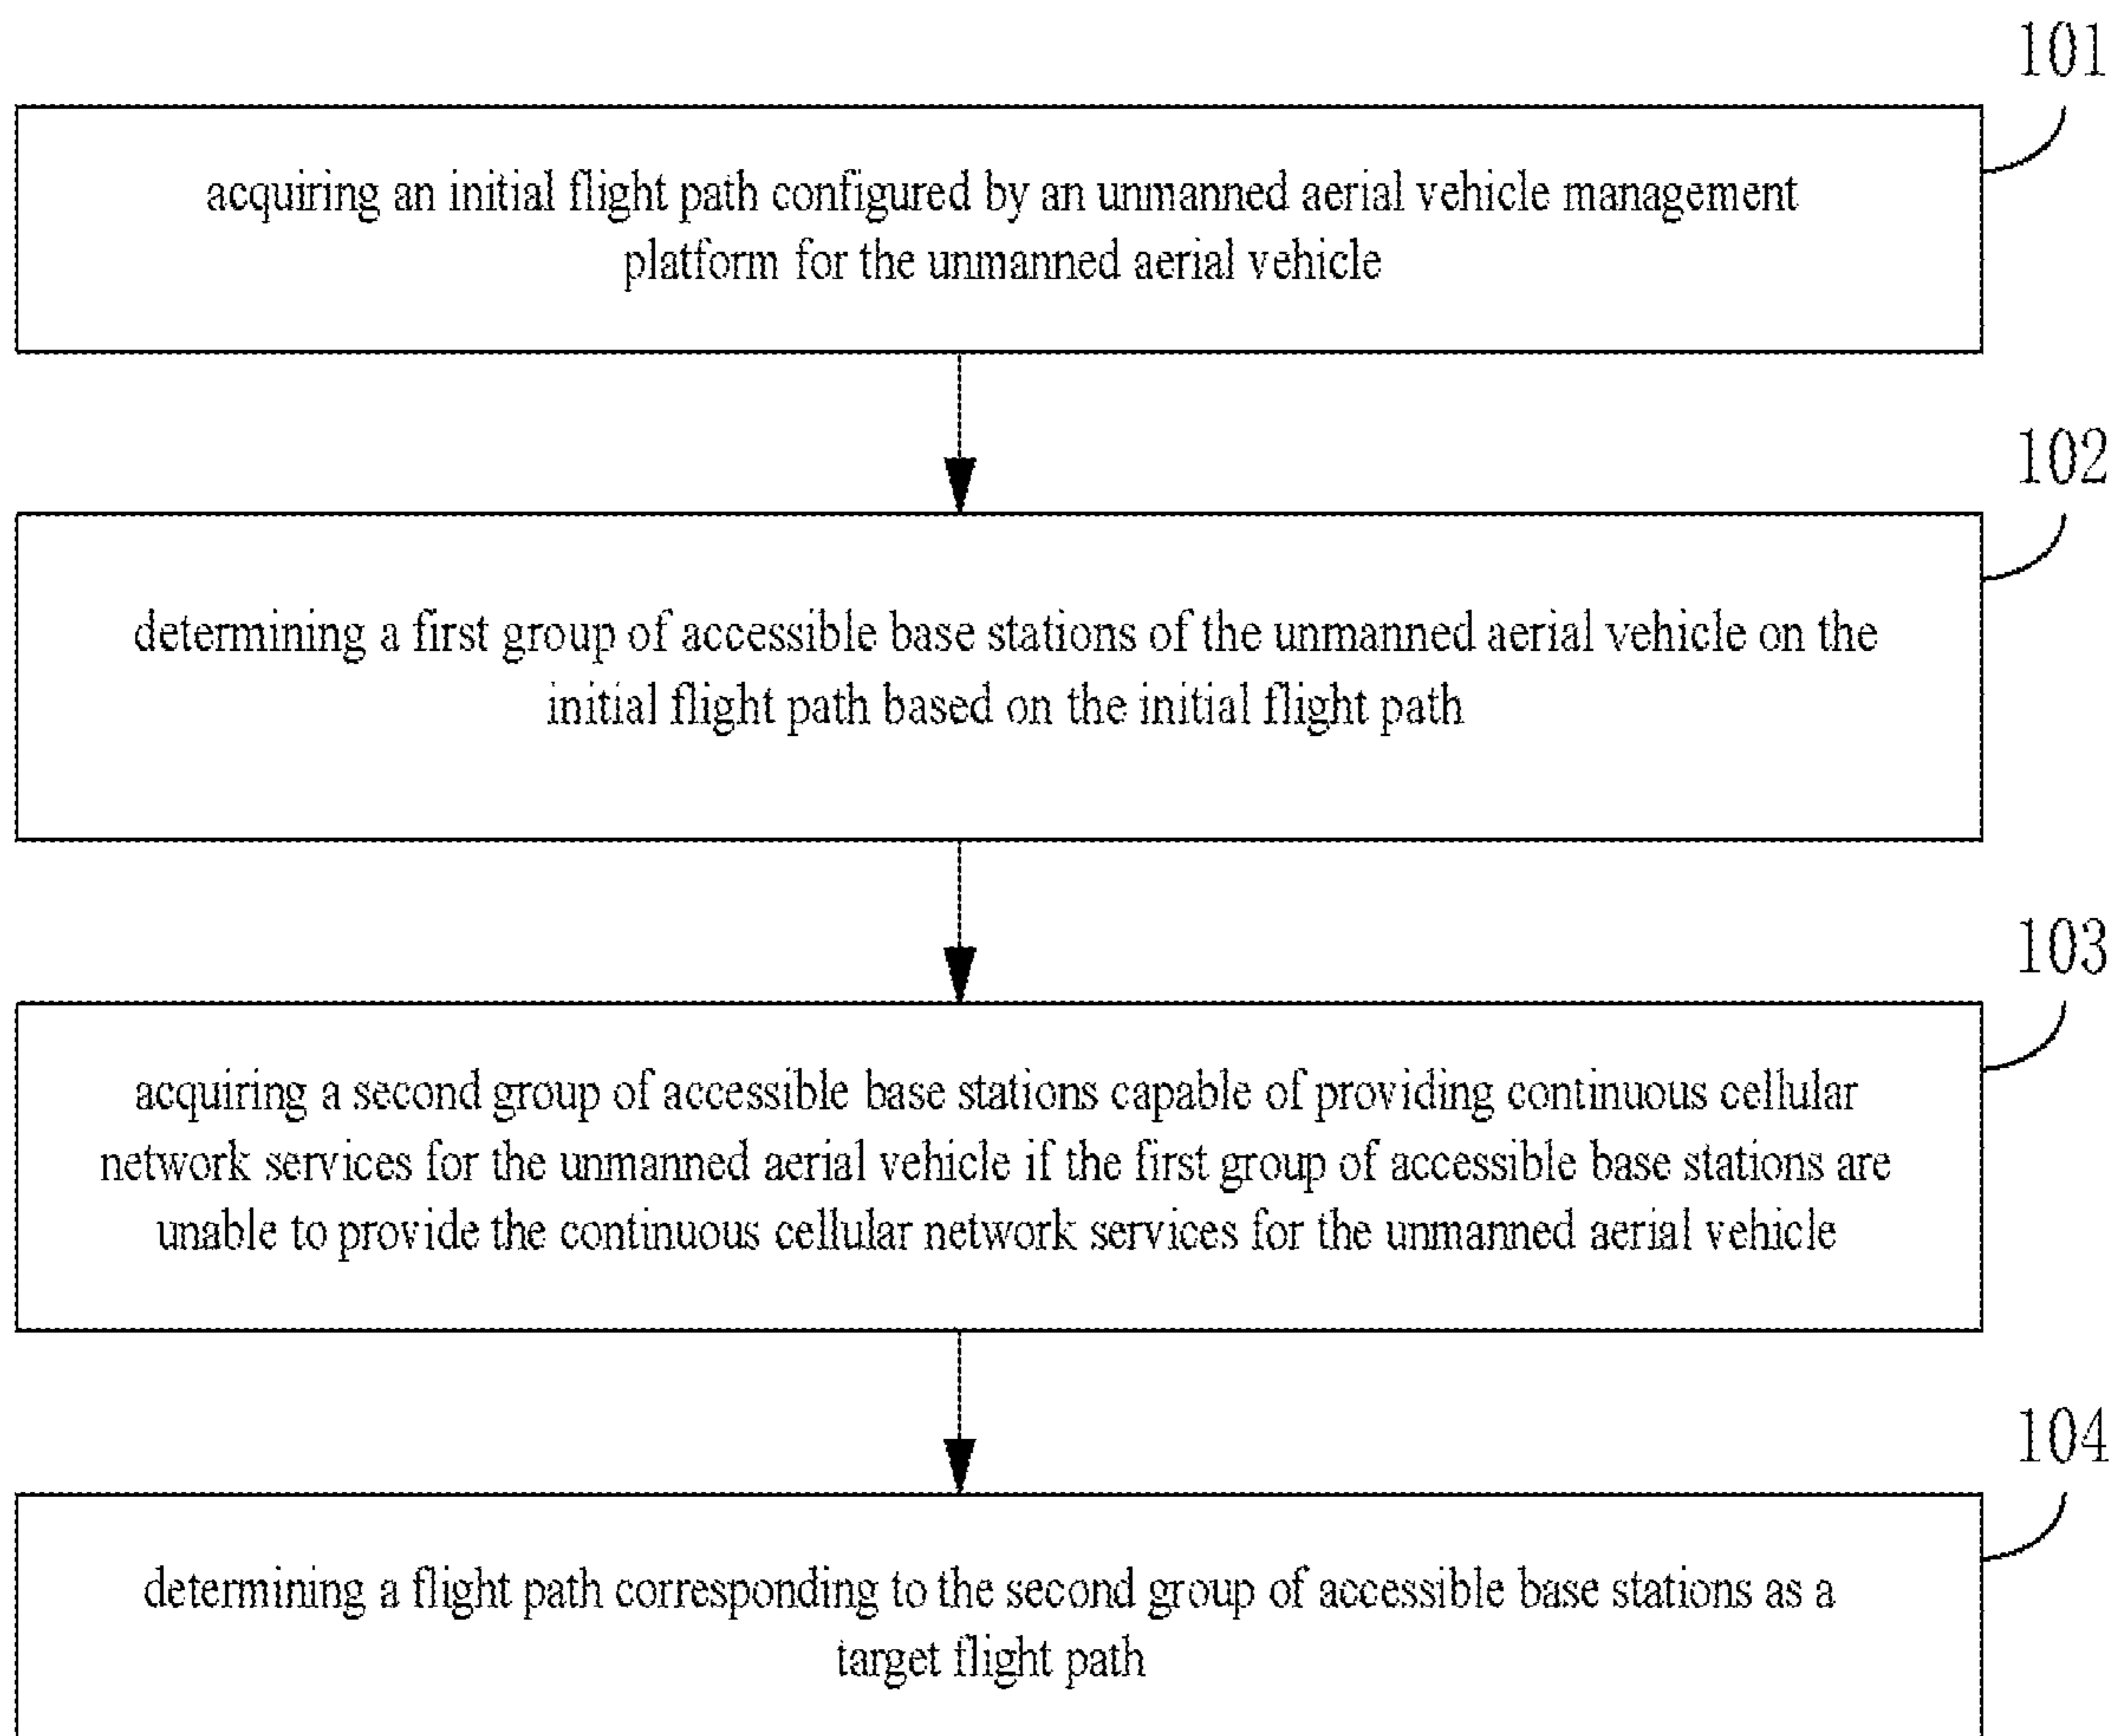 101
acquiring an initial flight path configured by an unmanned aerial vehicle management
platform for the unmanned aerial vehicle
102
determining a first group of accessible base stations of the unmanned aerial vehicle on the
initial flight path based on the initial flight path
103
acquiring a second group of accessible base stations capable of providing continuous cellular
network services for the unmanned aerial vehicle if the first group of accessible base stations are
unable to provide the continuous cellular network services for the unmanned aerial vehicle
104
determining a flight path corresponding to the second group of accessible base stations as a
target flight path